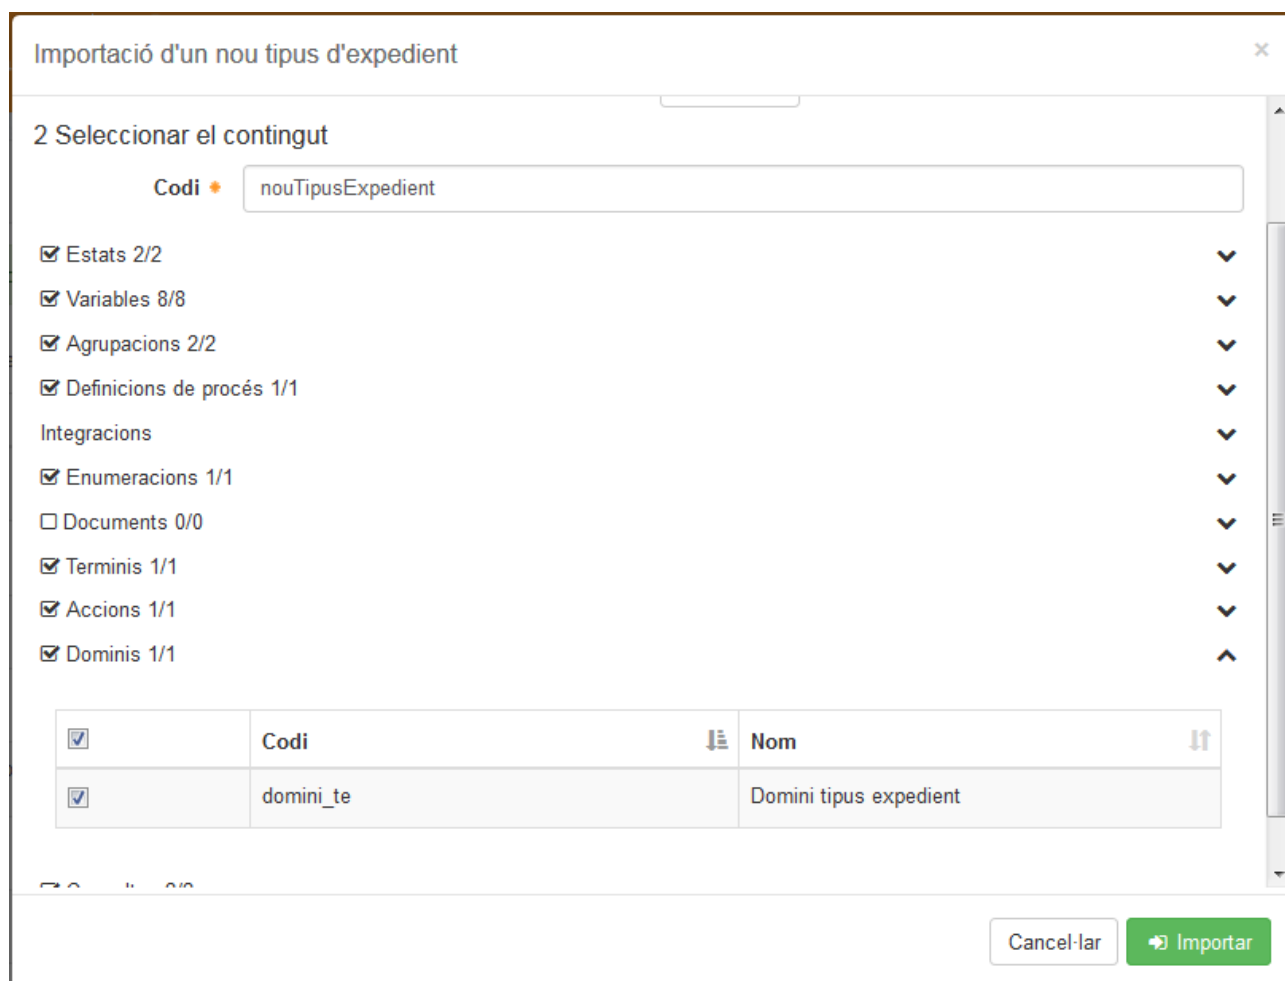 Importació d'un nou tipus d'expedient ×
2 Seleccionar el contingut
Codi nouTipusExpedient
Estats 2/2
Variables 8/8
Agrupacions 2/2
Definicions de procés 1/1
Integracions
Enumeracions 1/1
Documents 0/0
Terminis 1/1
Accions 1/1
Dominis 1/1
Codi Nom
domini_te Domini tipus expedient
Cancel·lar Importar